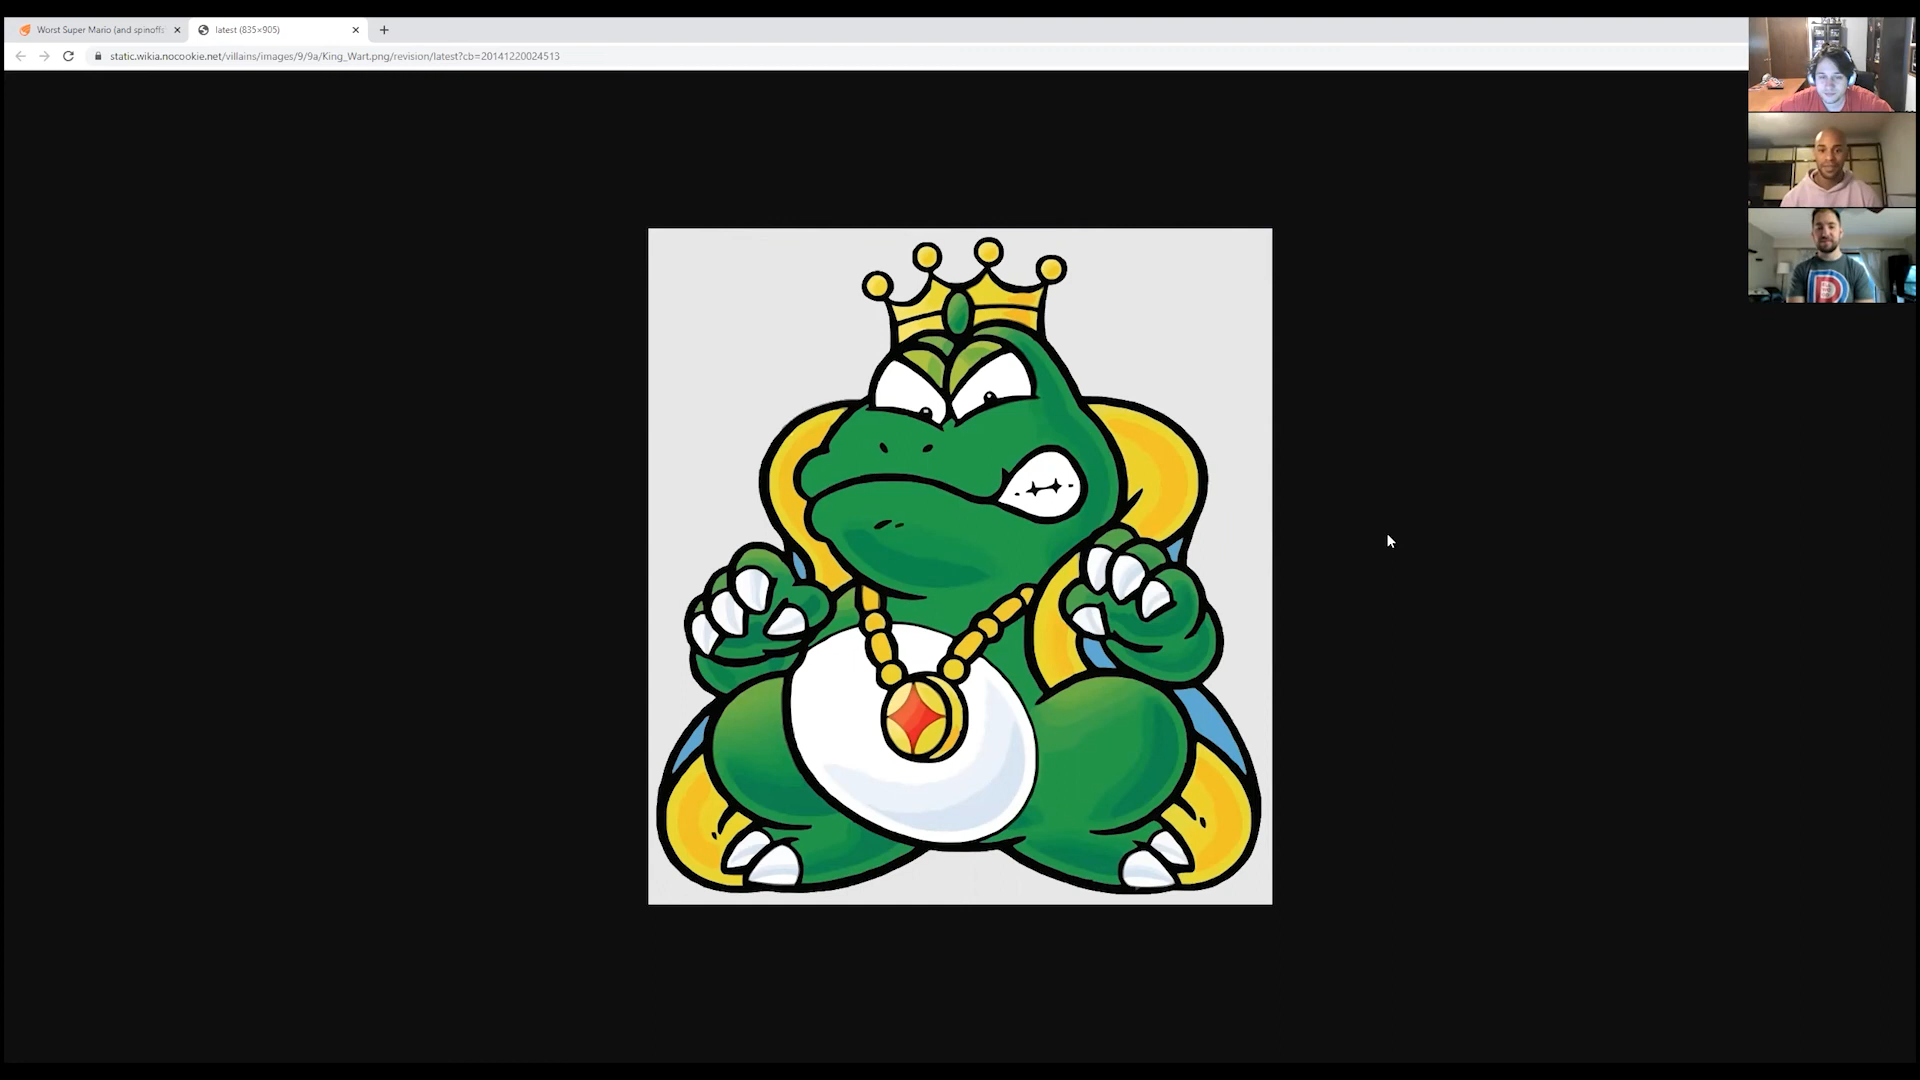 Worst Super Mario (and spinoffs
latest (835×905)
static.wikia.nocookie.net/villains/images/9/9a/King_Wart.png/revision/latest?cb=20141220024513